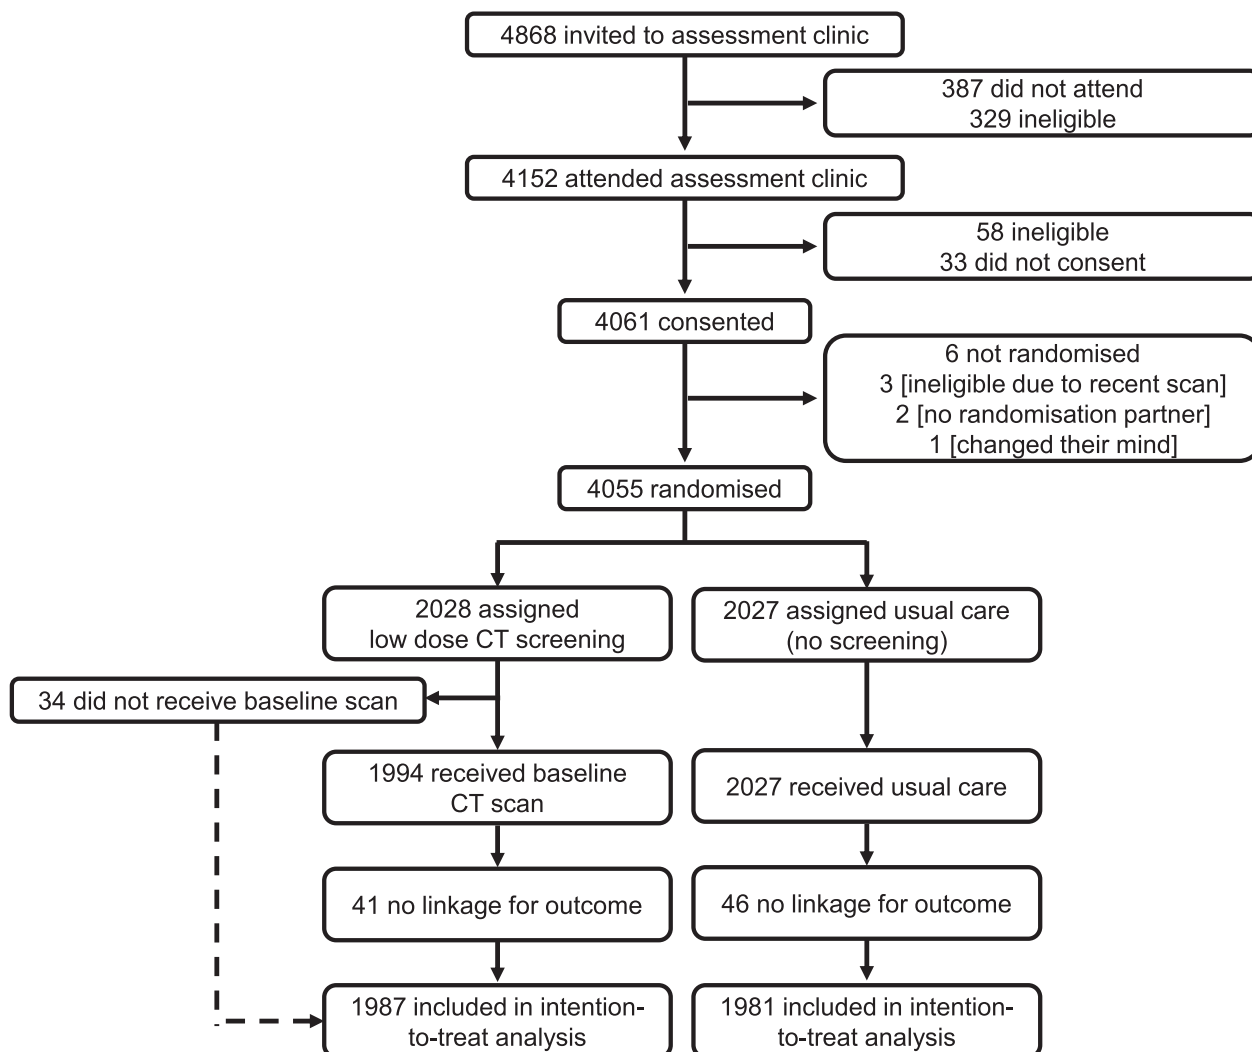 4868 invited to assessment clinic
387 did not attend
329 ineligible
4152 attended assessment clinic
58 ineligible
33 did not consent
4061 consented
6 not randomised
3 [ineligible due to recent scan]
2 [no randomisation partner]
1 [changed their mind]
4055 randomised
2028 assigned
low dose CT screening
2027 assigned usual care
(no screening)
34 did not receive baseline scan
1994 received baseline
CT scan
2027 received usual care
41 no linkage for outcome
46 no linkage for outcome
1987 included in intention-
to-treat analysis
1981 included in intention-
to-treat analysis